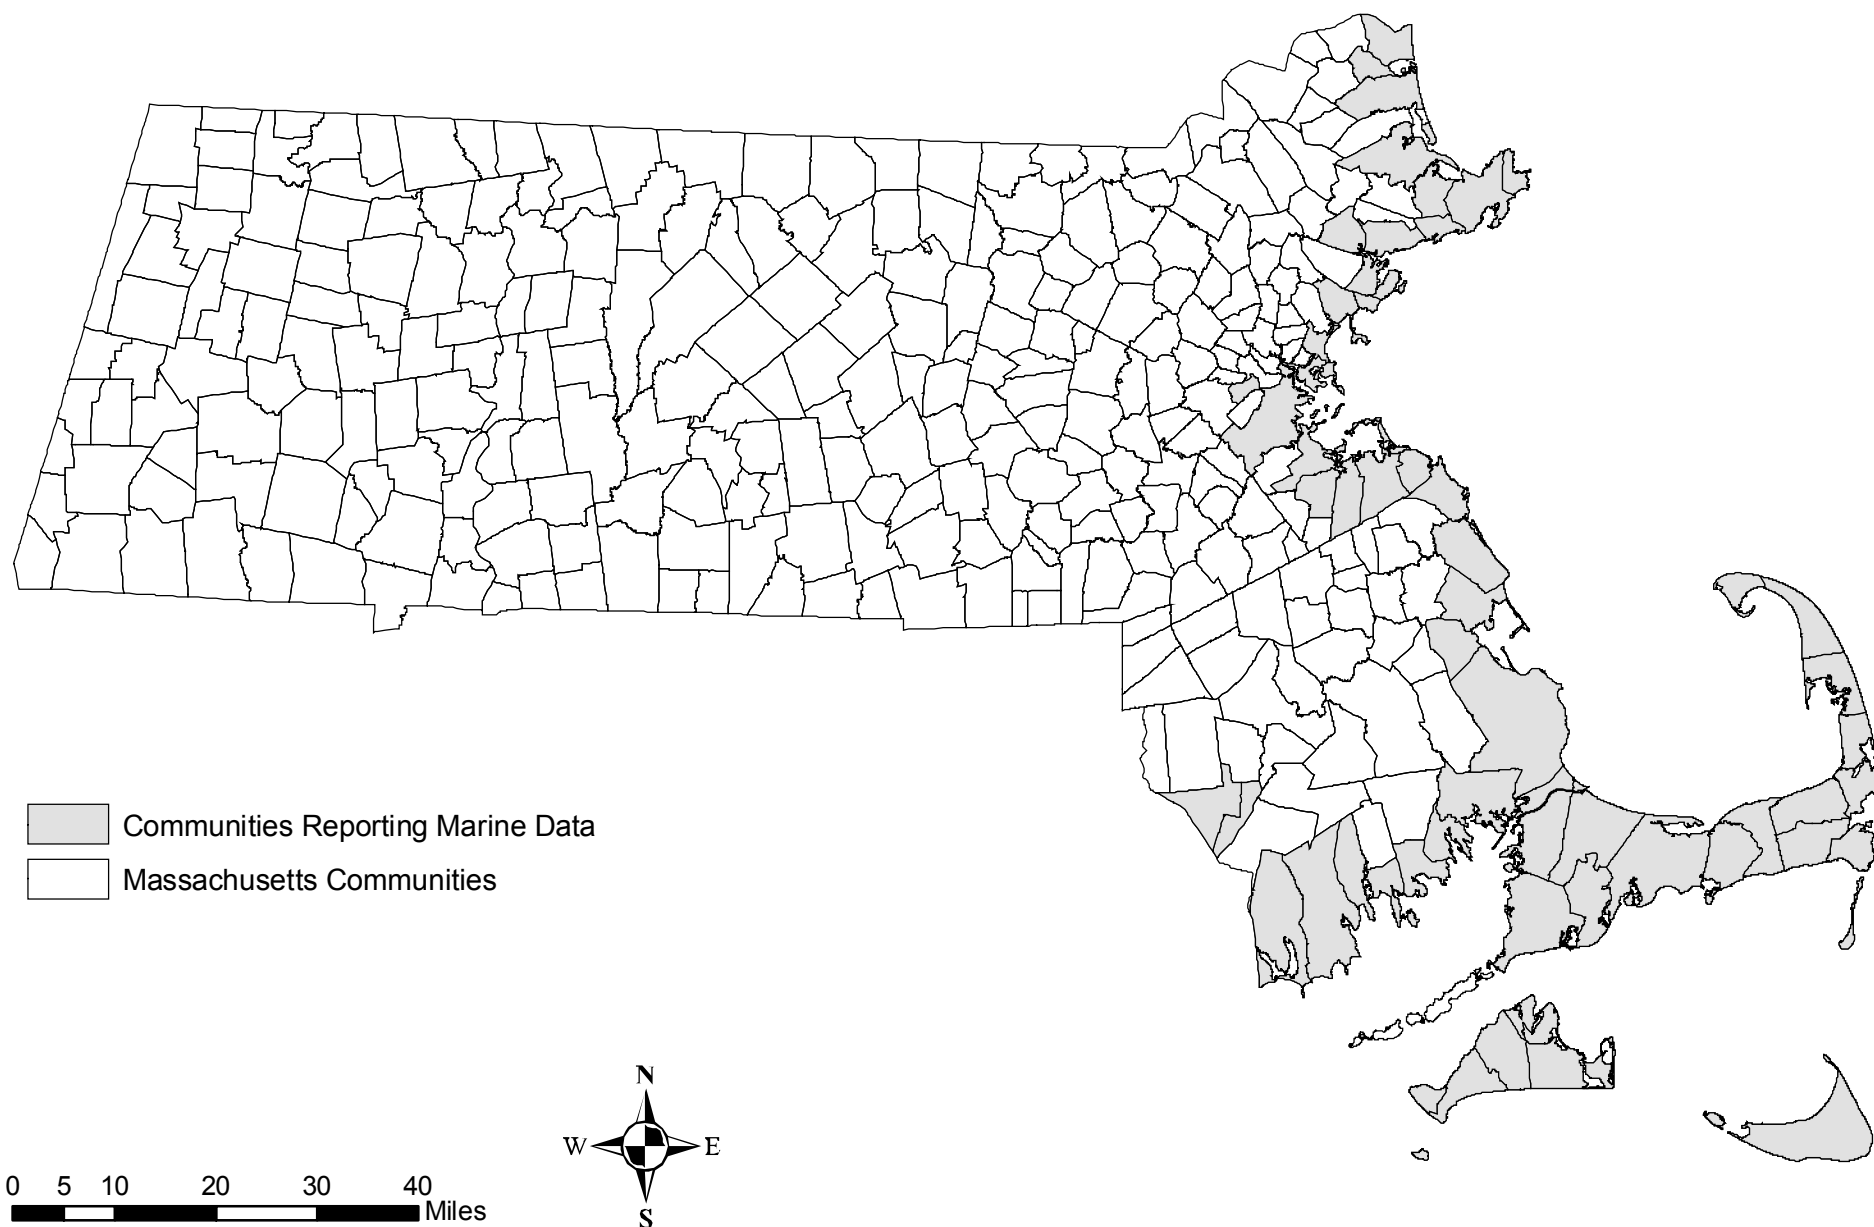 Communities Reporting Marine Data
Massachusetts Communities
N
W E
S
0 5 10 20 30 40
Miles